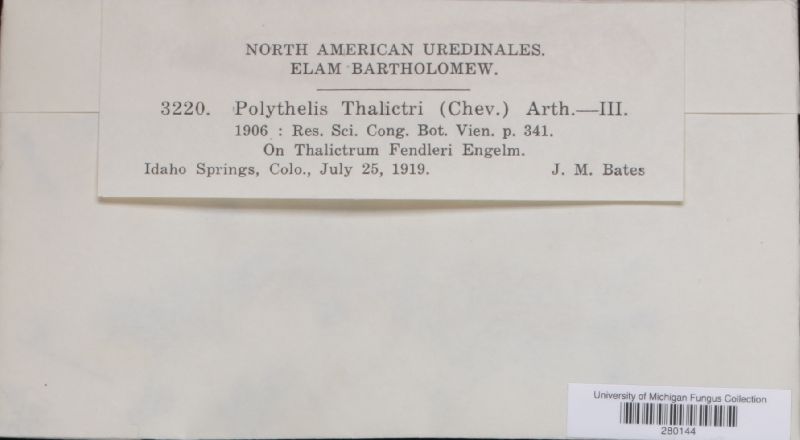 NORTH AMERICAN UREDINALES.
ELAM BARTHOLOMEW.
3220. Polythelis Thalictri (Chev.) Arth.—III.
1906 : Res. Sci. Cong. Bot. Vien. p. 341.
On Thalictrum Fendleri Engelm.
Idaho Springs, Colo., July 25, 1919. J. M. Bates
University of Michigan Fungus Collection
280144